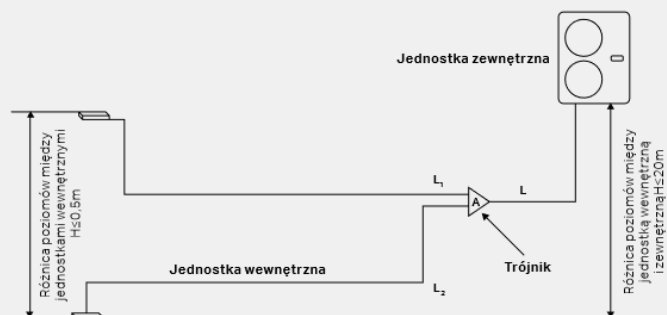 Jednostka zewnętrzna
Różnica poziomów między
jednostkami wewnętrznymi
H≤0,5m
L₁
L
A
Różnica poziomów między
jednostką wewnętrzną
i zewnętrznąH≤20m
Jednostka wewnętrzna
Trójnik
L₂